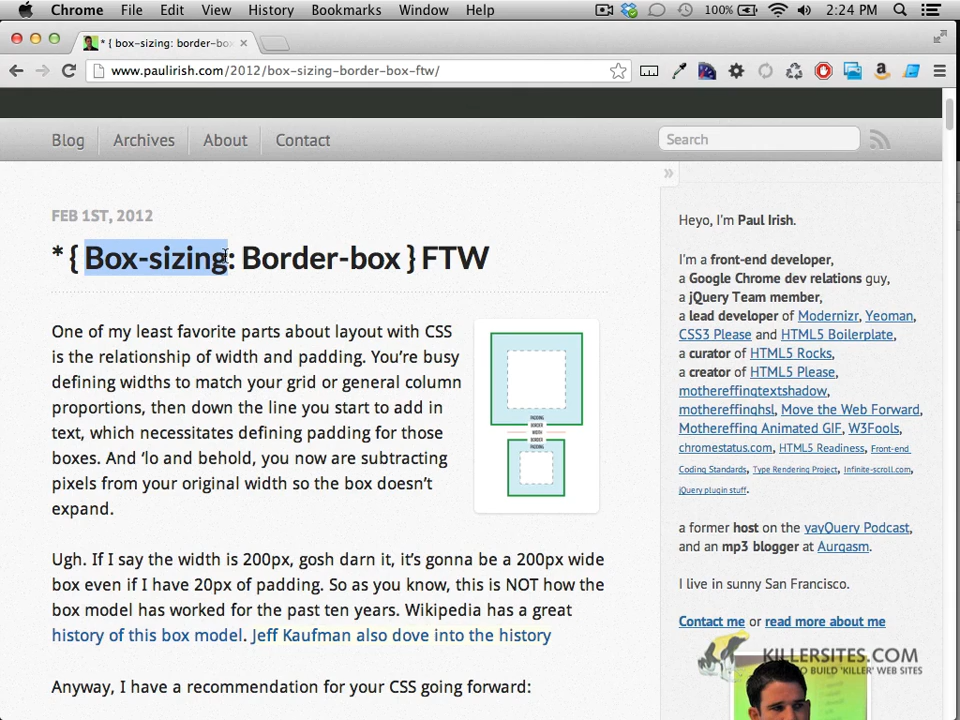 Chrome File Edit View History Bookmarks Window Help 100% 2:24 PM
* { box-sizing: border-box
www.paulirish.com/2012/box-sizing-border-box-ftw/
Blog Archives About Contact Search
FEB 1ST, 2012
* { Box-sizing: Border-box } FTW
One of my least favorite parts about layout with CSS
is the relationship of width and padding. You’re busy
defining widths to match your grid or general column
proportions, then down the line you start to add in
text, which necessitates defining padding for those
boxes. And ‘lo and behold, you now are subtracting
pixels from your original width so the box doesn’t
expand.
PADDING
BORDER
WIDTH
BORDER
PADDING
Ugh. If I say the width is 200px, gosh darn it, it’s gonna be a 200px wide
box even if I have 20px of padding. So as you know, this is NOT how the
box model has worked for the past ten years. Wikipedia has a great
history of this box model. Jeff Kaufman also dove into the history
Anyway, I have a recommendation for your CSS going forward:
»
Heyo, I'm Paul Irish.
I'm a front-end developer,
a Google Chrome dev relations guy,
a jQuery Team member,
a lead developer of Modernizr, Yeoman,
CSS3 Please and HTML5 Boilerplate,
a curator of HTML5 Rocks,
a creator of HTML5 Please,
mothereffingtextshadow,
mothereffinghsl, Move the Web Forward,
Mothereffing Animated GIF, W3Fools,
chromestatus.com, HTML5 Readiness, Front-end
Coding Standards, Type Rendering Project, Infinite-scroll.com,
jQuery plugin stuff.
a former host on the yayQuery Podcast,
and an mp3 blogger at Aurgasm.
I live in sunny San Francisco.
Contact me or read more about me
KILLERSITES.COM
TO BUILD 'KILLER' WEB SITES